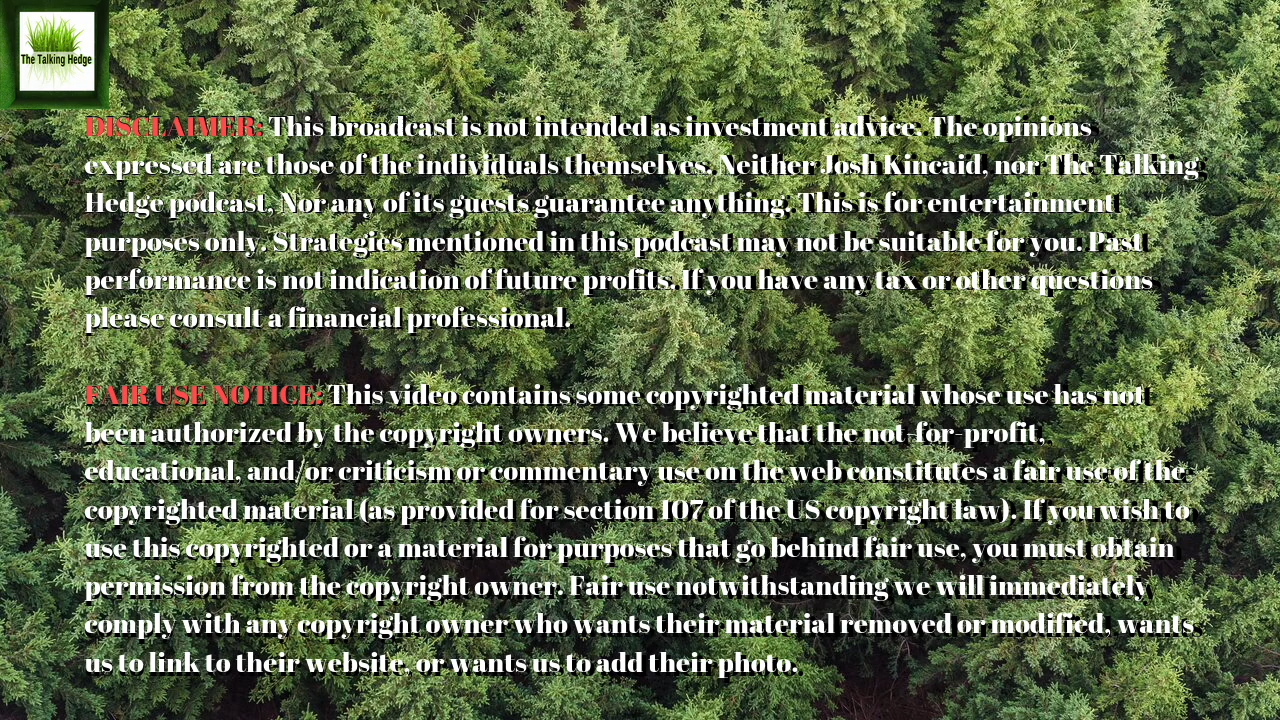 The Talking Hedge
DISCLAIMER: This broadcast is not intended as investment advice. The opinions
expressed are those of the individuals themselves. Neither Josh Kincaid, nor The Talking
Hedge podcast, Nor any of its guests guarantee anything. This is for entertainment
purposes only. Strategies mentioned in this podcast may not be suitable for you. Past
performance is not indication of future profits. If you have any tax or other questions
please consult a financial professional.
FAIR USE NOTICE: This video contains some copyrighted material whose use has not
been authorized by the copyright owners. We believe that the not-for-profit,
educational, and/or criticism or commentary use on the web constitutes a fair use of the
copyrighted material (as provided for section 107 of the US copyright law). If you wish to
use this copyrighted or a material for purposes that go behind fair use, you must obtain
permission from the copyright owner. Fair use notwithstanding we will immediately
comply with any copyright owner who wants their material removed or modified, wants
us to link to their website, or wants us to add their photo.